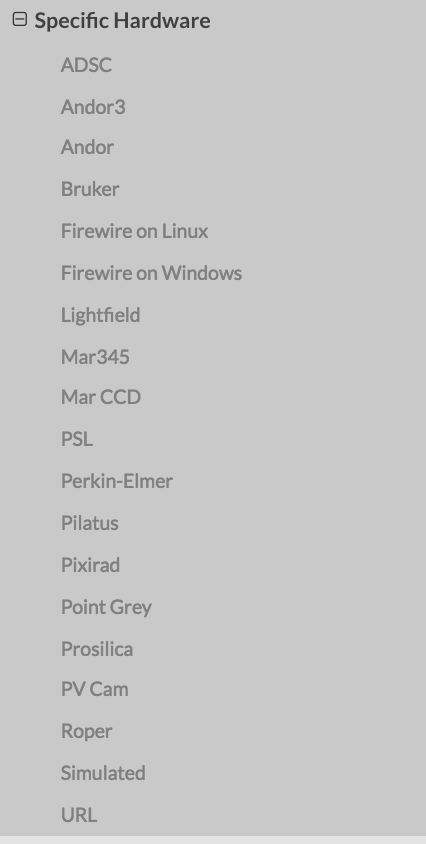 Specific Hardware
ADSC
Andor3
Andor
Bruker
Firewire on Linux
Firewire on Windows
Lightfield
Mar345
Mar CCD
PSL
Perkin-Elmer
Pilatus
Pixirad
Point Grey
Prosilica
PV Cam
Roper
Simulated
URL